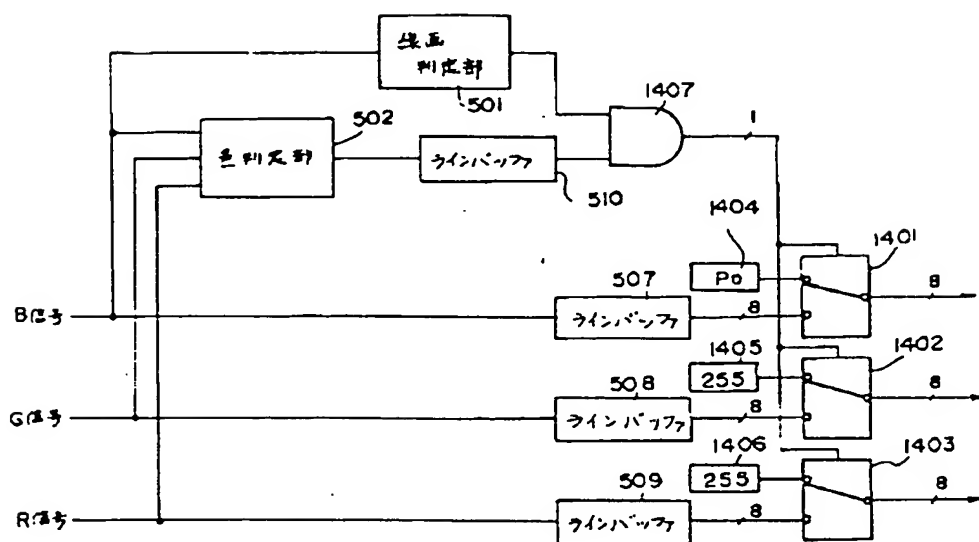 線画
判定部
501
1407
502
色判定部
ラインバッファ
510
1
1404
Po
1401
8
B信号
507
ラインバッファ
8
1405
255
1402
8
G信号
508
ラインバッファ
8
1406
255
1403
8
R信号
509
ラインバッファ
8